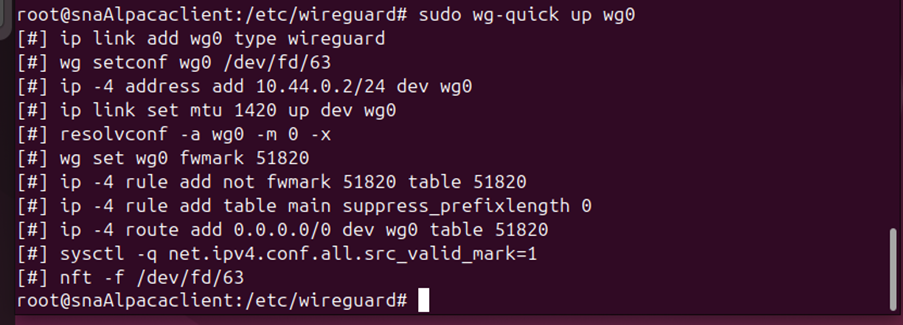 root@snaAlpacaclient:/etc/wireguard# sudo wg-quick up wg0
[#] ip link add wg0 type wireguard
[#] wg setconf wg0 /dev/fd/63
[#] ip -4 address add 10.44.0.2/24 dev wg0
[#] ip link set mtu 1420 up dev wg0
[#] resolvconf -a wg0 -m 0 -x
[#] wg set wg0 fwmark 51820
[#] ip -4 rule add not fwmark 51820 table 51820
[#] ip -4 rule add table main suppress_prefixlength 0
[#] ip -4 route add 0.0.0.0/0 dev wg0 table 51820
[#] sysctl -q net.ipv4.conf.all.src_valid_mark=1
[#] nft -f /dev/fd/63
root@snaAlpacaclient:/etc/wireguard#